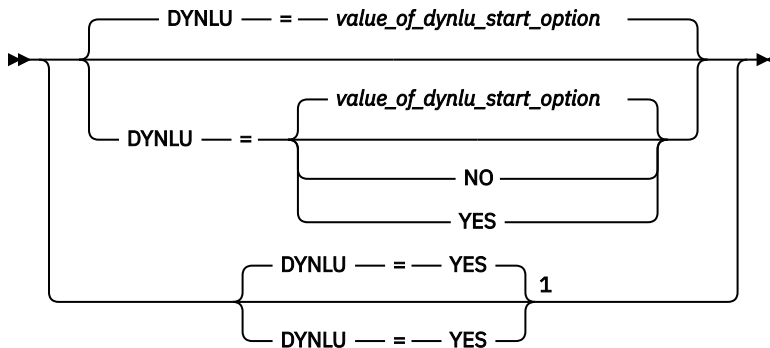 DYNLU = value_of_dynlu_start_option
value_of_dynlu_start_option
DYNLU =
NO
YES
DYNLU = YES
1
DYNLU = YES